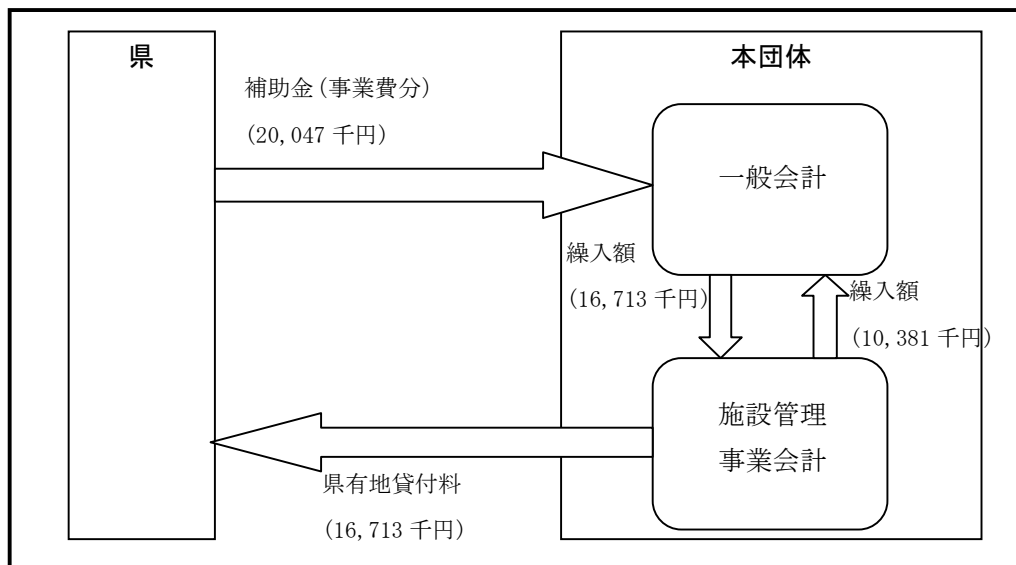 県
本団体
補助金(事業費分)
(20,047 千円)
一般会計
繰入額
(16,713 千円)
繰入額
(10,381 千円)
施設管理
事業会計
県有地貸付料
(16,713 千円)